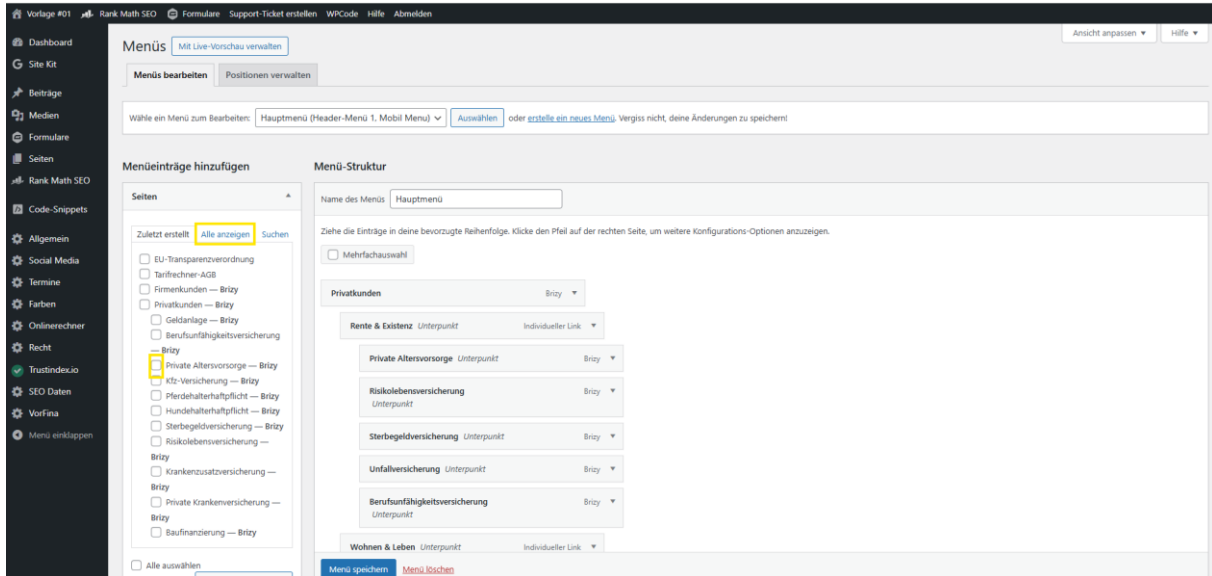 Vorlage #01 Rank Math SEO Formulare Support-Ticket erstellen WPCode Hilfe Abmelden
Dashboard
Site Kit
Beiträge
Medien
Formulare
Seiten
Rank Math SEO
Code-Snippets
Allgemein
Social Media
Termine
Farben
Onlinerechner
Recht
Trustindex.io
SEO Daten
VorFina
Menü einklappen
Ansicht anpassen Hilfe
Menüs Mit Live-Vorschau verwalten
Menüs bearbeiten Positionen verwalten
Wähle ein Menü zum Bearbeiten: Hauptmenü (Header-Menü 1. Mobil Menu) Auswählen oder erstelle ein neues Menü. Vergiss nicht, deine Änderungen zu speichern!
Menüeinträge hinzufügen
Seiten
Zuletzt erstellt Alle anzeigen Suchen
EU-Transparenzverordnung
Tarifrechner-AGB
Firmenkunden — Brizy
Privatkunden — Brizy
Geldanlage — Brizy
Berufsunfähigkeitsversicherung
— Brizy
Private Altersvorsorge — Brizy
Kfz-Versicherung — Brizy
Pferdehalterhaftpflicht — Brizy
Hundehalterhaftpflicht — Brizy
Sterbegeldversicherung — Brizy
Risikolebensversicherung —
Brizy
Krankenzusatzversicherung —
Brizy
Private Krankenversicherung —
Brizy
Baufinanzierung — Brizy
Alle auswählen
Menü-Struktur
Name des Menüs Hauptmenü
Ziehe die Einträge in deine bevorzugte Reihenfolge. Klicke den Pfeil auf der rechten Seite, um weitere Konfigurations-Optionen anzuzeigen.
Mehrfachauswahl
Privatkunden Brizy
Rente & Existenz Unterpunkt Individueller Link
Private Altersvorsorge Unterpunkt Brizy
Risikolebensversicherung Brizy
Unterpunkt
Sterbegeldversicherung Unterpunkt Brizy
Unfallversicherung Unterpunkt Brizy
Berufsunfähigkeitsversicherung Brizy
Unterpunkt
Wohnen & Leben Unterpunkt Individueller Link
Menü speichern Menü löschen